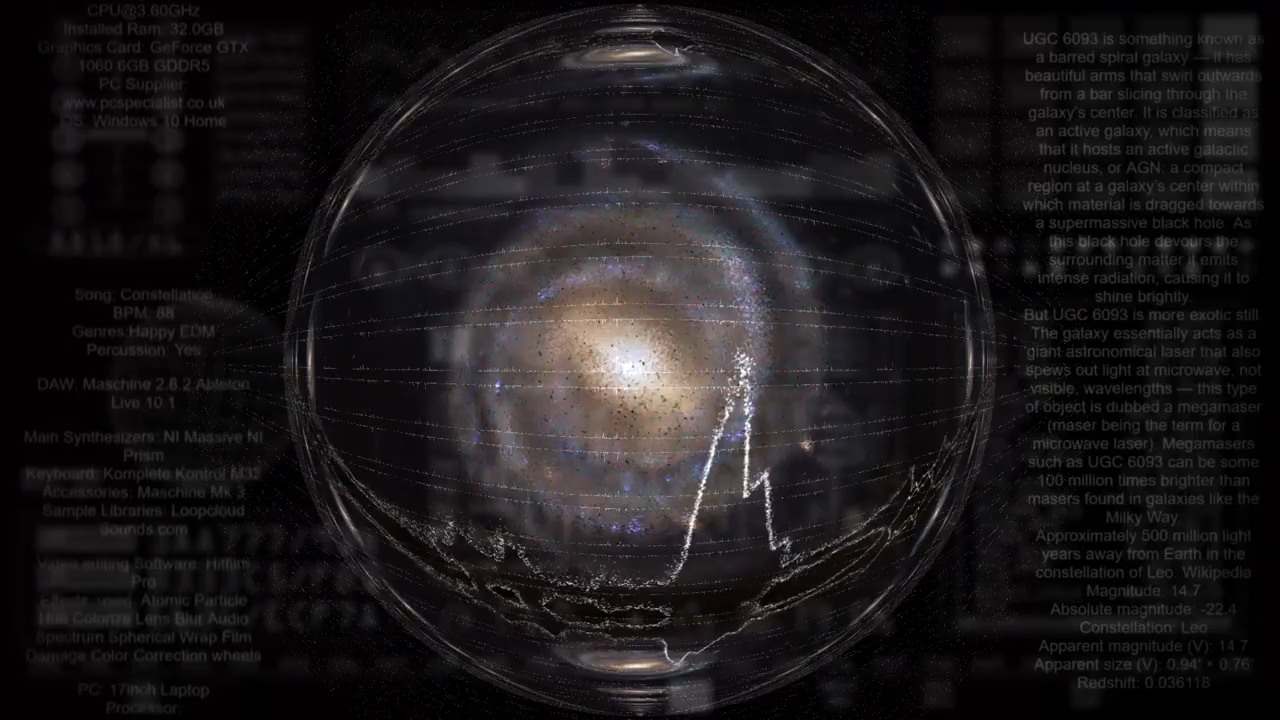 CPU@3.60GHz
Installed Ram: 32.0GB
Graphics Card: GeForce GTX
1060 6GB GDDR5
PC Supplier:
www.pcspecialist.co.uk
OS: Windows 10 Home
Song: Constellation
BPM: 88
Genres:Happy EDM
Percussion: Yes
DAW: Maschine 2.8.2 Ableton
Live 10.1
Main Synthesizers: NI Massive NI
Prism
Keyboard: Komplete Kontrol M32
Accessories: Maschine Mk 3
Sample Libraries: Loopcloud
Sounds.com
Video editing Software: Hitfilm
Pro
Effects used: Atomic Particle
Hue Colorize Lens Blur Audio
Spectrum Spherical Wrap Film
Damage Color Correction wheels
PC: 17inch Laptop
Processor:
UGC 6093 is something known as
a barred spiral galaxy — it has
beautiful arms that swirl outwards
from a bar slicing through the
galaxy's center. It is classified as
an active galaxy, which means
that it hosts an active galactic
nucleus, or AGN: a compact
region at a galaxy's center within
which material is dragged towards
a supermassive black hole. As
this black hole devours the
surrounding matter it emits
intense radiation, causing it to
shine brightly.
But UGC 6093 is more exotic still.
The galaxy essentially acts as a
giant astronomical laser that also
spews out light at microwave, not
visible, wavelengths — this type
of object is dubbed a megamaser
(maser being the term for a
microwave laser). Megamasers
such as UGC 6093 can be some
100 million times brighter than
masers found in galaxies like the
Milky Way.
Approximately 500 million light
years away from Earth in the
constellation of Leo. Wikipedia
Magnitude: 14.7
Absolute magnitude: -22.4
Constellation: Leo
Apparent magnitude (V): 14.7
Apparent size (V): 0.94' × 0.76'
Redshift: 0.036118